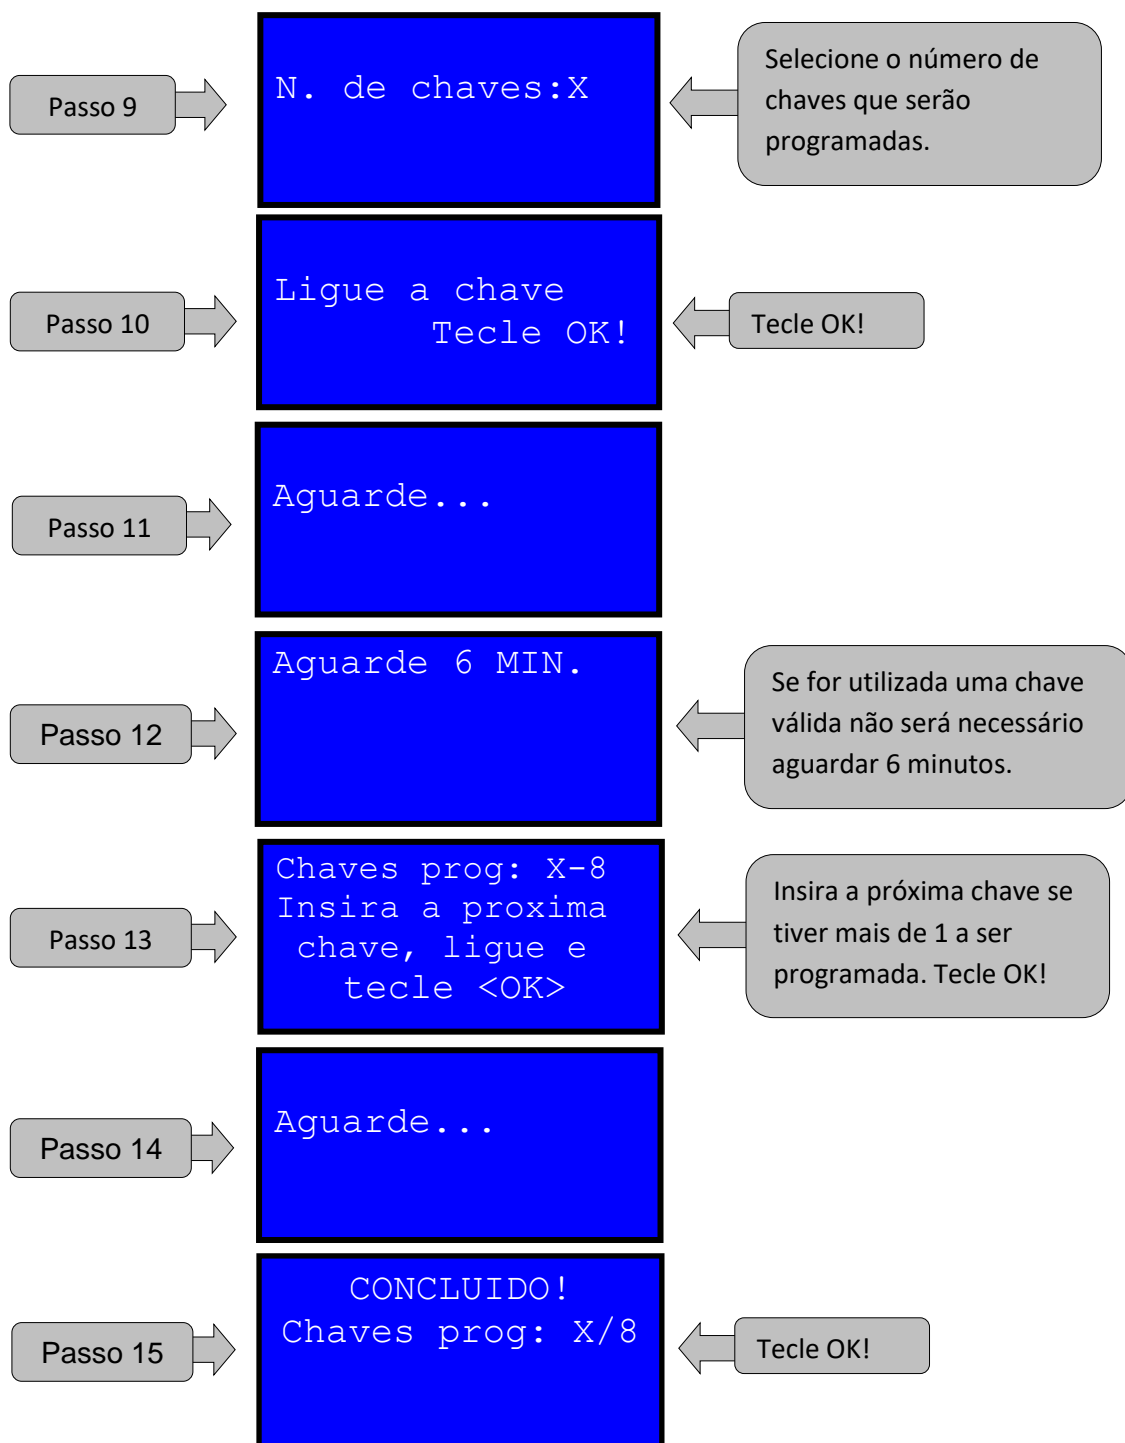 Passo 9
N. de chaves:X
Selecione o número de
chaves que serão
programadas.
Passo 10
Ligue a chave
Tecle OK!
Tecle OK!
Passo 11
Aguarde...
Passo 12
Aguarde 6 MIN.
Se for utilizada uma chave
válida não será necessário
aguardar 6 minutos.
Passo 13
Chaves prog: X-8
Insira a proxima
chave, ligue e
tecle <OK>
Insira a próxima chave se
tiver mais de 1 a ser
programada. Tecle OK!
Passo 14
Aguarde...
Passo 15
CONCLUIDO!
Chaves prog: X/8
Tecle OK!